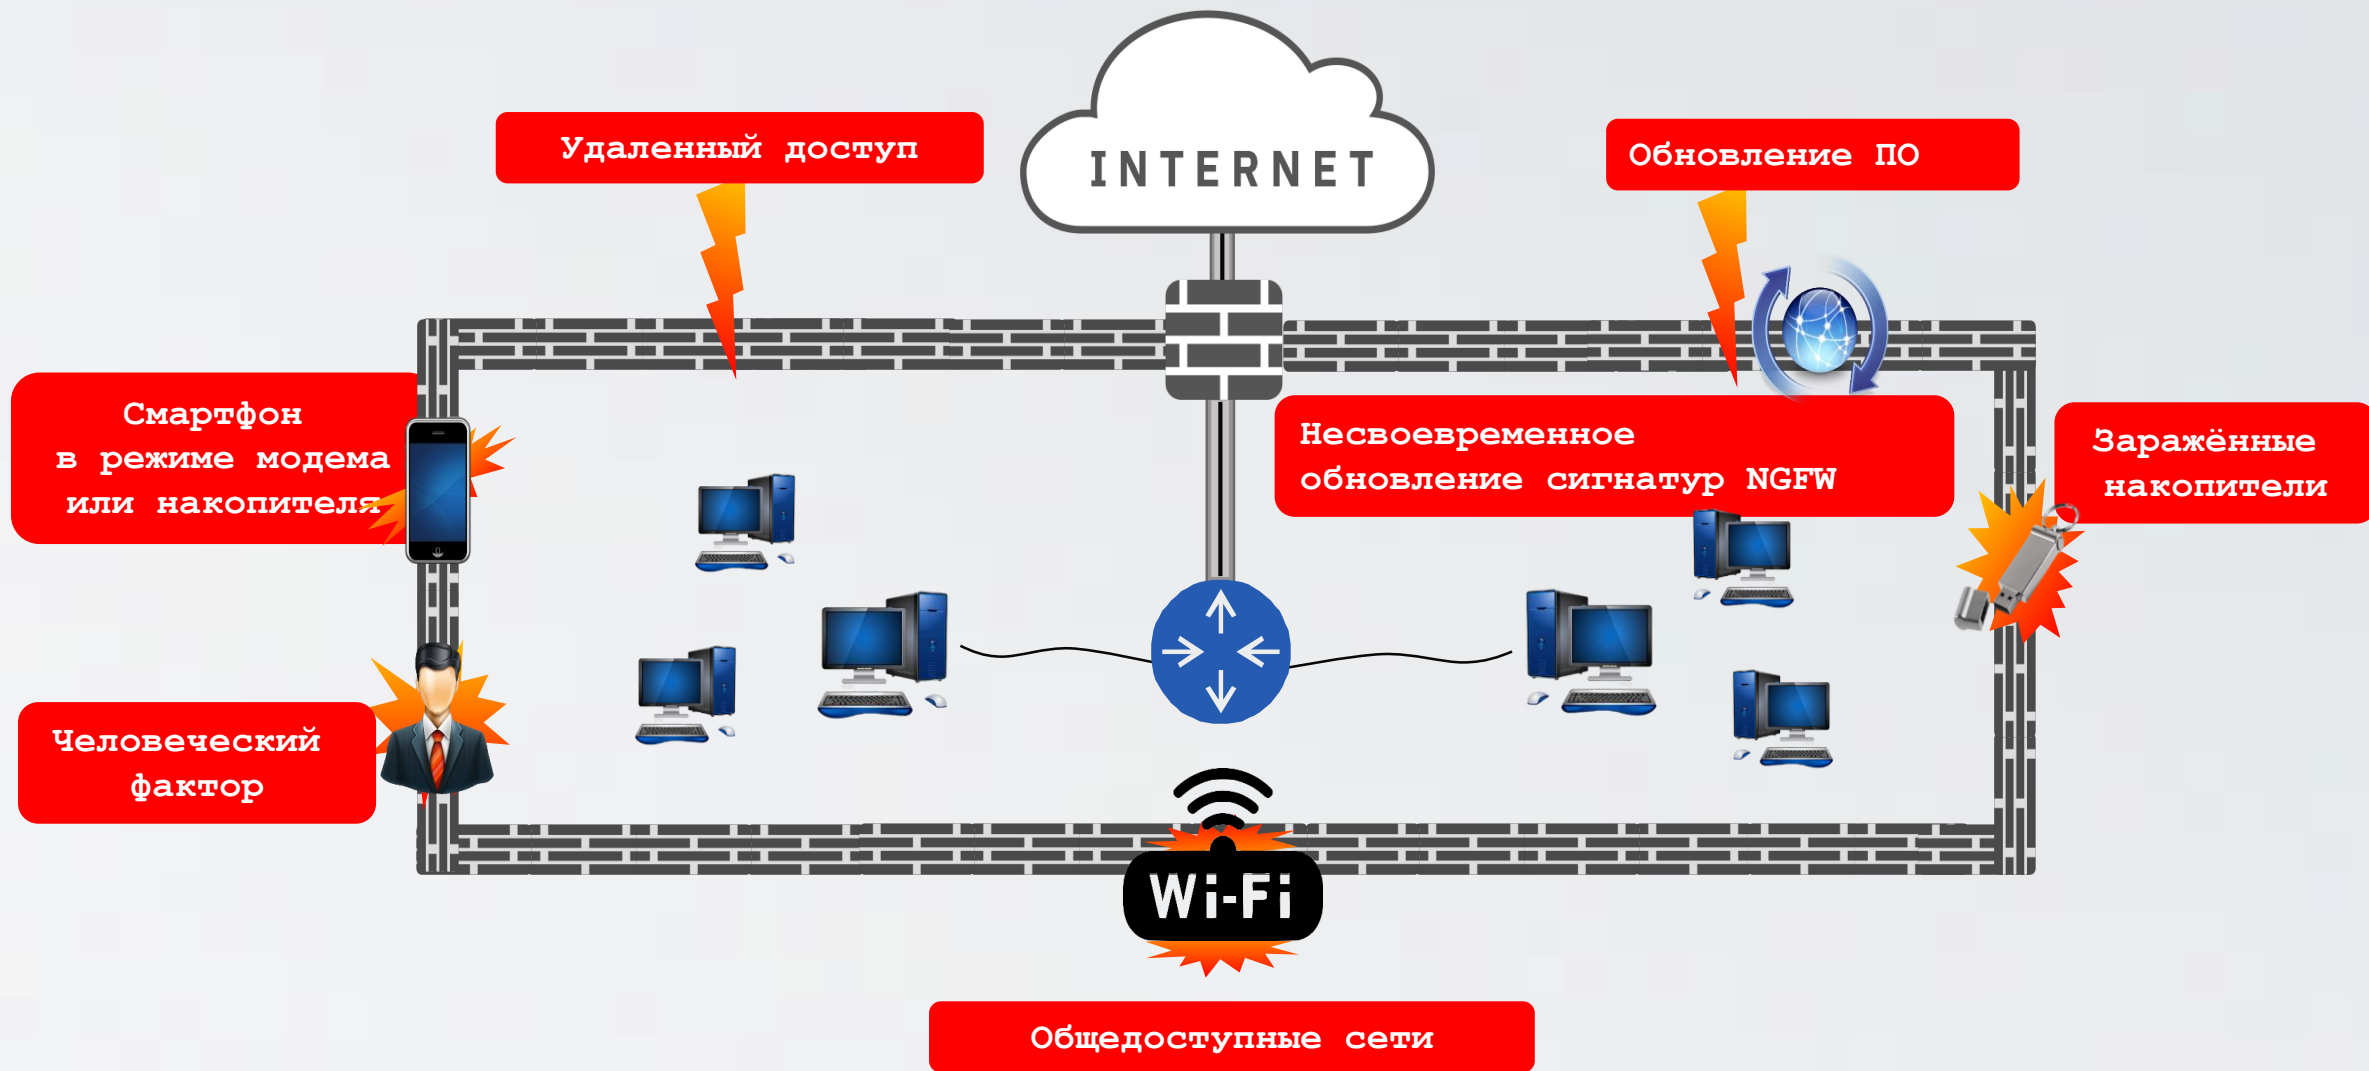 INTERNET
Удаленный доступ
Обновление ПО
Смартфон
в режиме модема
или накопителя
Несвоевременное
обновление сигнатур NGFW
Заражённые
накопители
Человеческий
фактор
Wi-Fi
Общедоступные сети